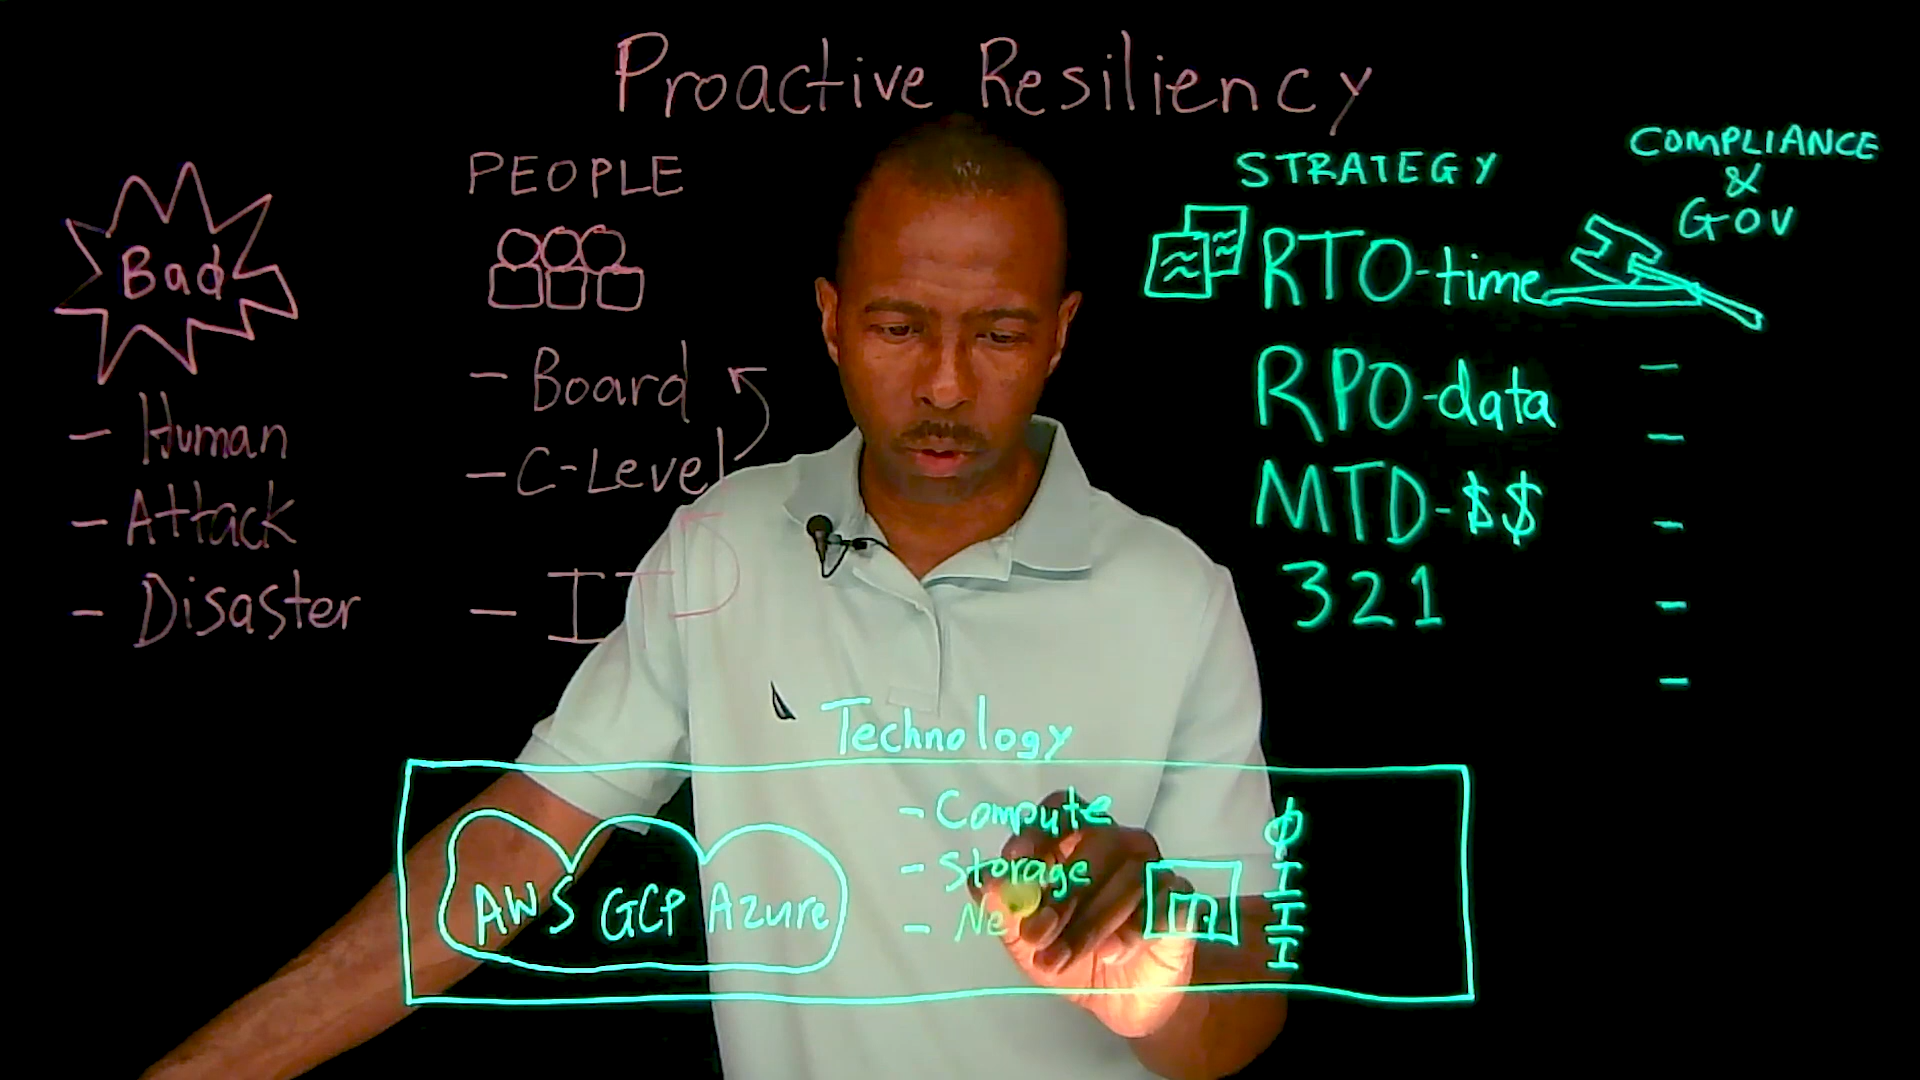 Proactive Resiliency
Bad
- Human
- Attack
- Disaster
PEOPLE
- Board
- C-Level
- IT
STRATEGY
RTO-time
RPO-data
MTD-$$
321
COMPLIANCE
&
GOV
-
-
-
-
-
Technology
AWS GCP Azure
- Compute
- Storage
- Ne